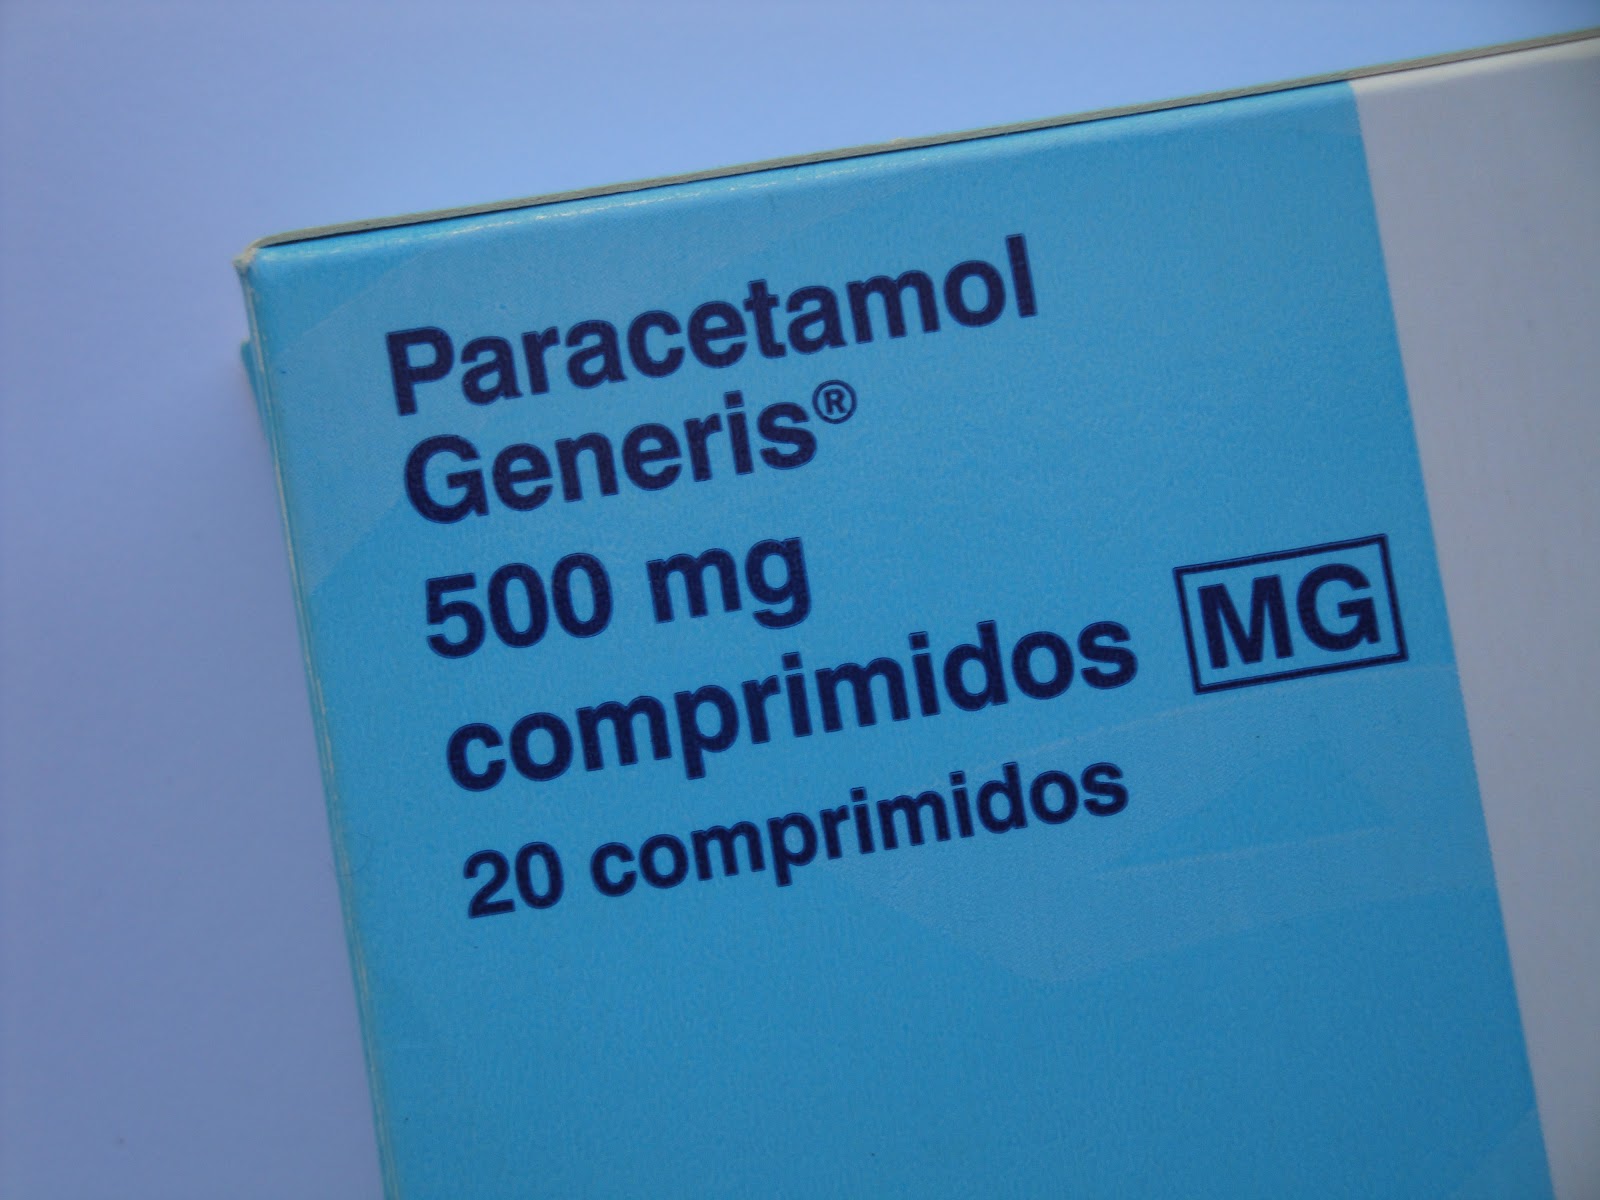 Paracetamol
Generis®
500 mg
comprimidos MG
20 comprimidos